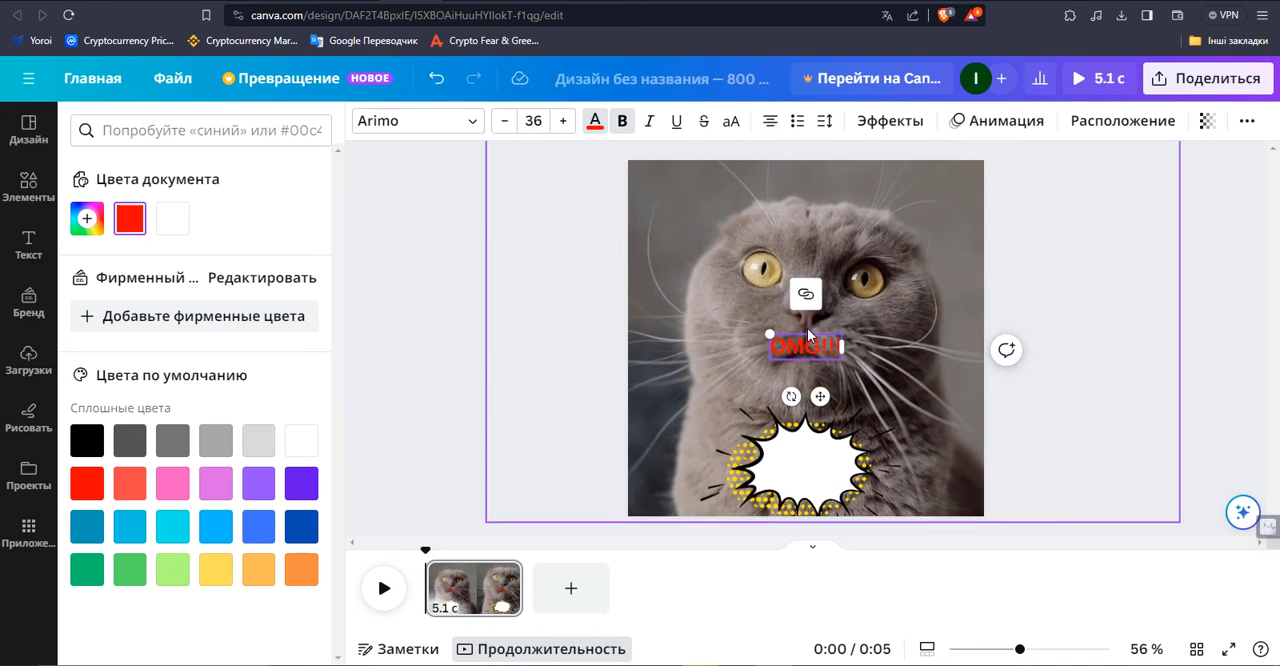 canva.com/design/DAF2T4BpxIE/I5XBOAiHuuHYIlokT-f1qg/edit
VPN
Yoroi
Cryptocurrency Pric...
Cryptocurrency Mar...
Google Переводчик
Crypto Fear & Gree...
Інші закладки
Главная
Файл
Превращение
НОВОЕ
Дизайн без названия — 800 ...
Перейти на Can...
I
5.1 с
Поделиться
Дизайн
Элементы
Текст
Бренд
Загрузки
Рисовать
Проекты
Приложе...
Попробуйте «синий» или #00c4
Цвета документа
Фирменный ...
Редактировать
Добавьте фирменные цвета
Цвета по умолчанию
Сплошные цвета
Arimo
– 36 +
A B I U S aA
Эффекты
Анимация
Расположение
OMG!!!
5.1 с
Заметки
Продолжительность
0:00 / 0:05
56 %